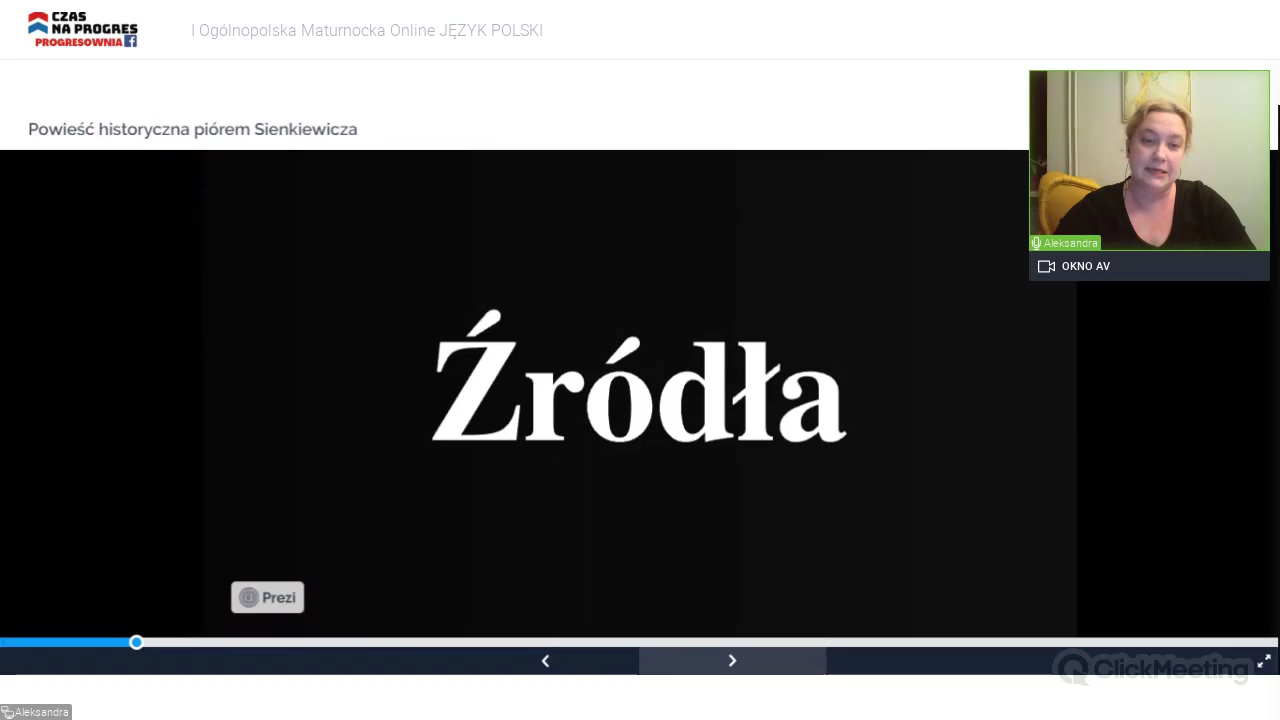 CZAS
NA PROGRES
PROGRESOWNIA
I Ogólnopolska Maturnocka Online JĘZYK POLSKI
Powieść historyczna piórem Sienkiewicza
Aleksandra
OKNO AV
Źródła
Prezi
ClickMeeting
Aleksandra